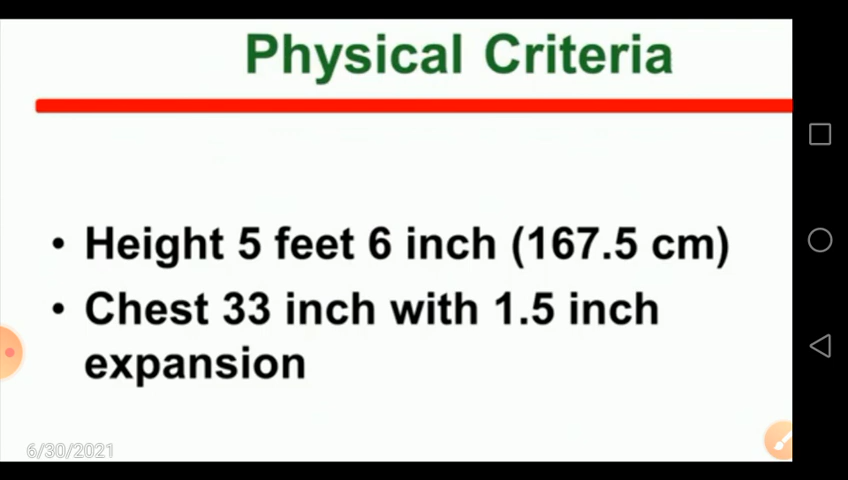 Physical Criteria
• Height 5 feet 6 inch (167.5 cm)
• Chest 33 inch with 1.5 inch
expansion
6/30/2021